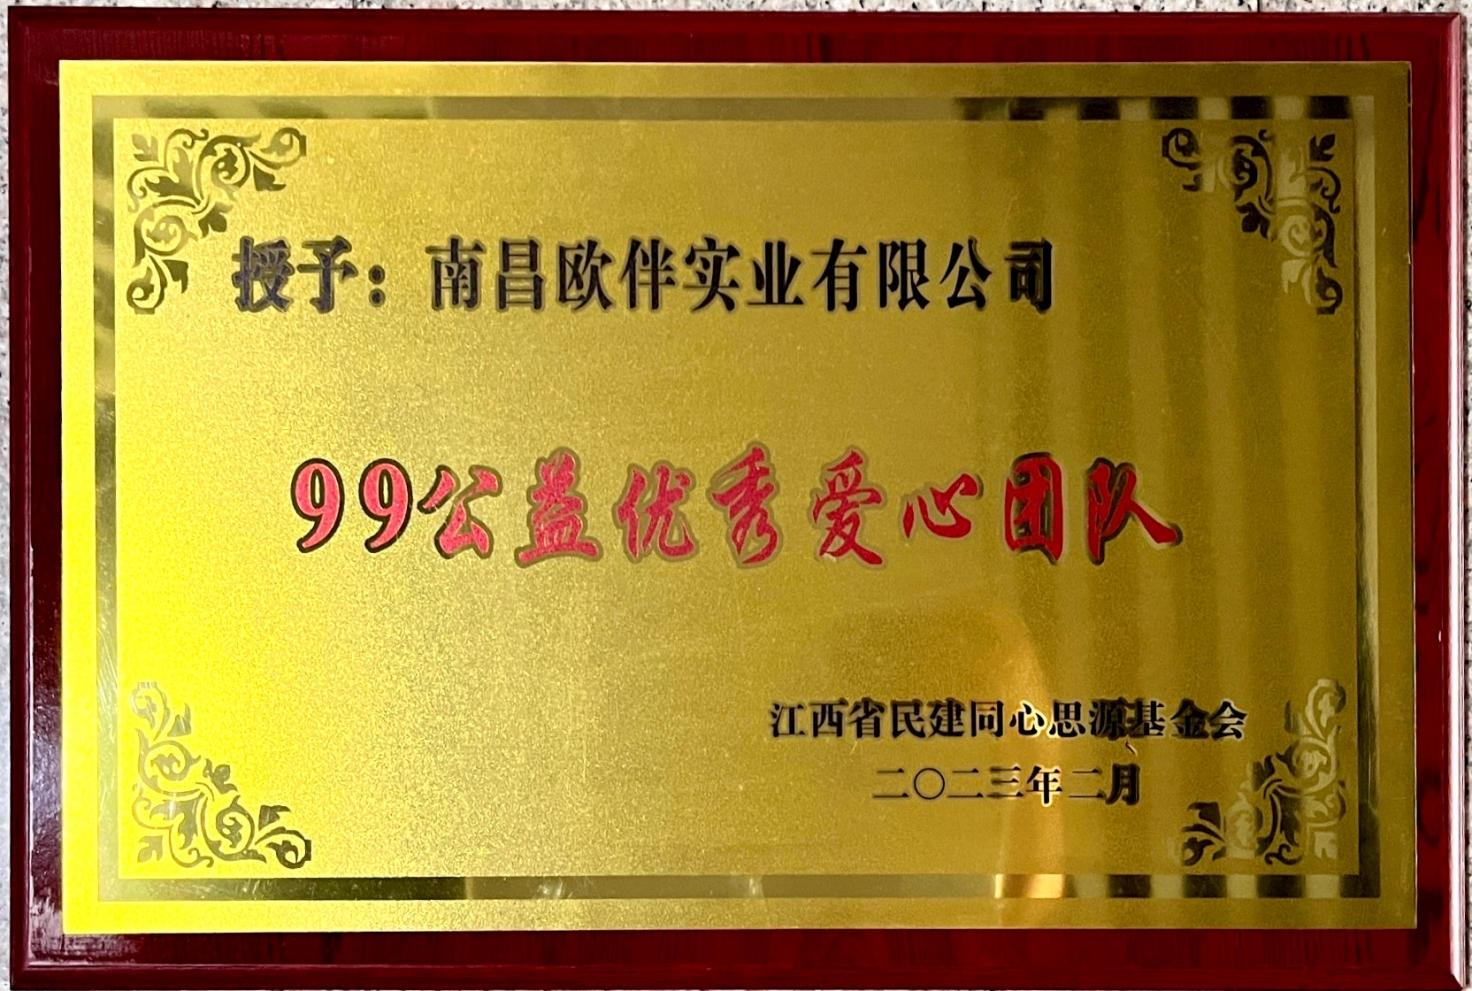 授予：南昌欧伴实业有限公司
99公益优秀爱心团队
江西省民建同心思源基金会
二〇二三年二月